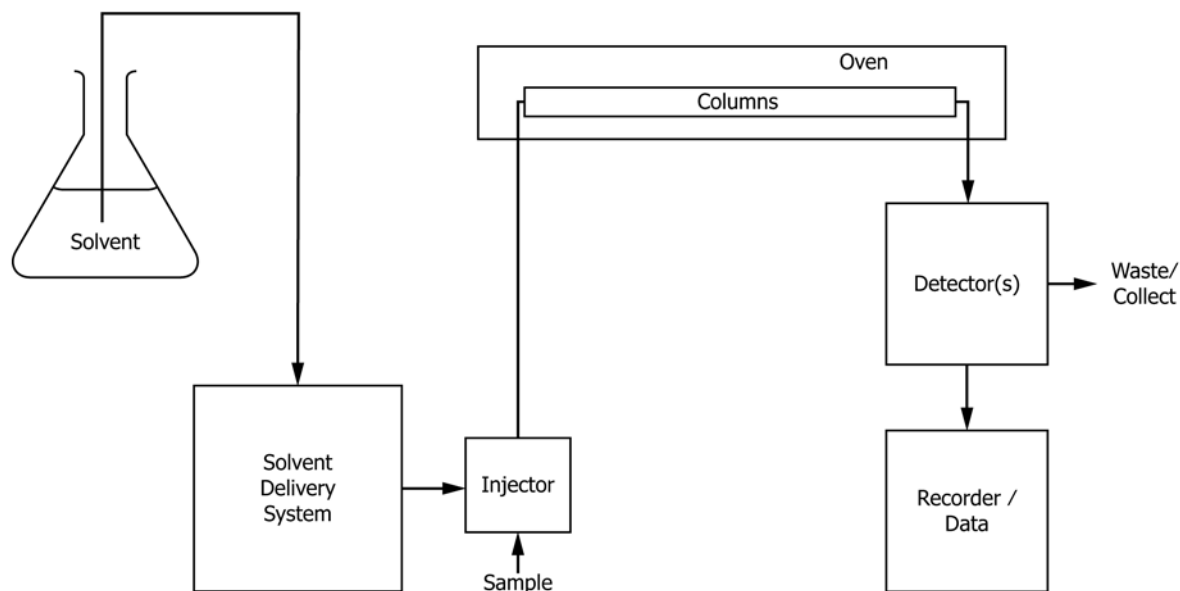 Solvent
Solvent
Delivery
System
Injector
Sample
Oven
Columns
Detector(s)
Waste/
Collect
Recorder /
Data